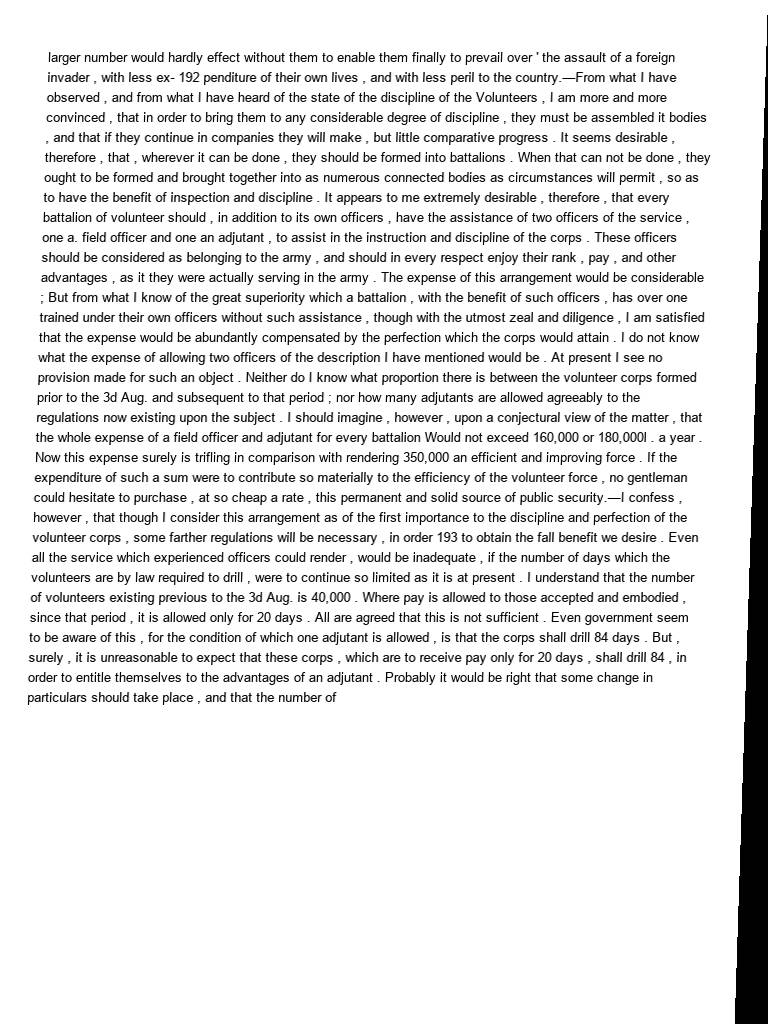 larger number would hardly effect without them to enable them finally to prevail over ' the assault of a foreign
invader , with less ex- 192 penditure of their own lives , and with less peril to the country.—From what I have
observed , and from what I have heard of the state of the discipline of the Volunteers , I am more and more
convinced , that in order to bring them to any considerable degree of discipline , they must be assembled it bodies
, and that if they continue in companies they will make , but little comparative progress . It seems desirable ,
therefore , that , wherever it can be done , they should be formed into battalions . When that can not be done , they
ought to be formed and brought together into as numerous connected bodies as circumstances will permit , so as
to have the benefit of inspection and discipline . It appears to me extremely desirable , therefore , that every
battalion of volunteer should , in addition to its own officers , have the assistance of two officers of the service ,
one a. field officer and one an adjutant , to assist in the instruction and discipline of the corps . These officers
should be considered as belonging to the army , and should in every respect enjoy their rank , pay , and other
advantages , as it they were actually serving in the army . The expense of this arrangement would be considerable
; But from what I know of the great superiority which a battalion , with the benefit of such officers , has over one
trained under their own officers without such assistance , though with the utmost zeal and diligence , I am satisfied
that the expense would be abundantly compensated by the perfection which the corps would attain . I do not know
what the expense of allowing two officers of the description I have mentioned would be . At present I see no
provision made for such an object . Neither do I know what proportion there is between the volunteer corps formed
prior to the 3d Aug. and subsequent to that period ; nor how many adjutants are allowed agreeably to the
regulations now existing upon the subject . I should imagine , however , upon a conjectural view of the matter , that
the whole expense of a field officer and adjutant for every battalion Would not exceed 160,000 or 180,000l . a year .
Now this expense surely is trifling in comparison with rendering 350,000 an efficient and improving force . If the
expenditure of such a sum were to contribute so materially to the efficiency of the volunteer force , no gentleman
could hesitate to purchase , at so cheap a rate , this permanent and solid source of public security.—I confess ,
however , that though I consider this arrangement as of the first importance to the discipline and perfection of the
volunteer corps , some farther regulations will be necessary , in order 193 to obtain the fall benefit we desire . Even
all the service which experienced officers could render , would be inadequate , if the number of days which the
volunteers are by law required to drill , were to continue so limited as it is at present . I understand that the number
of volunteers existing previous to the 3d Aug. is 40,000 . Where pay is allowed to those accepted and embodied ,
since that period , it is allowed only for 20 days . All are agreed that this is not sufficient . Even government seem
to be aware of this , for the condition of which one adjutant is allowed , is that the corps shall drill 84 days . But ,
surely , it is unreasonable to expect that these corps , which are to receive pay only for 20 days , shall drill 84 , in
order to entitle themselves to the advantages of an adjutant . Probably it would be right that some change in
particulars should take place , and that the number of